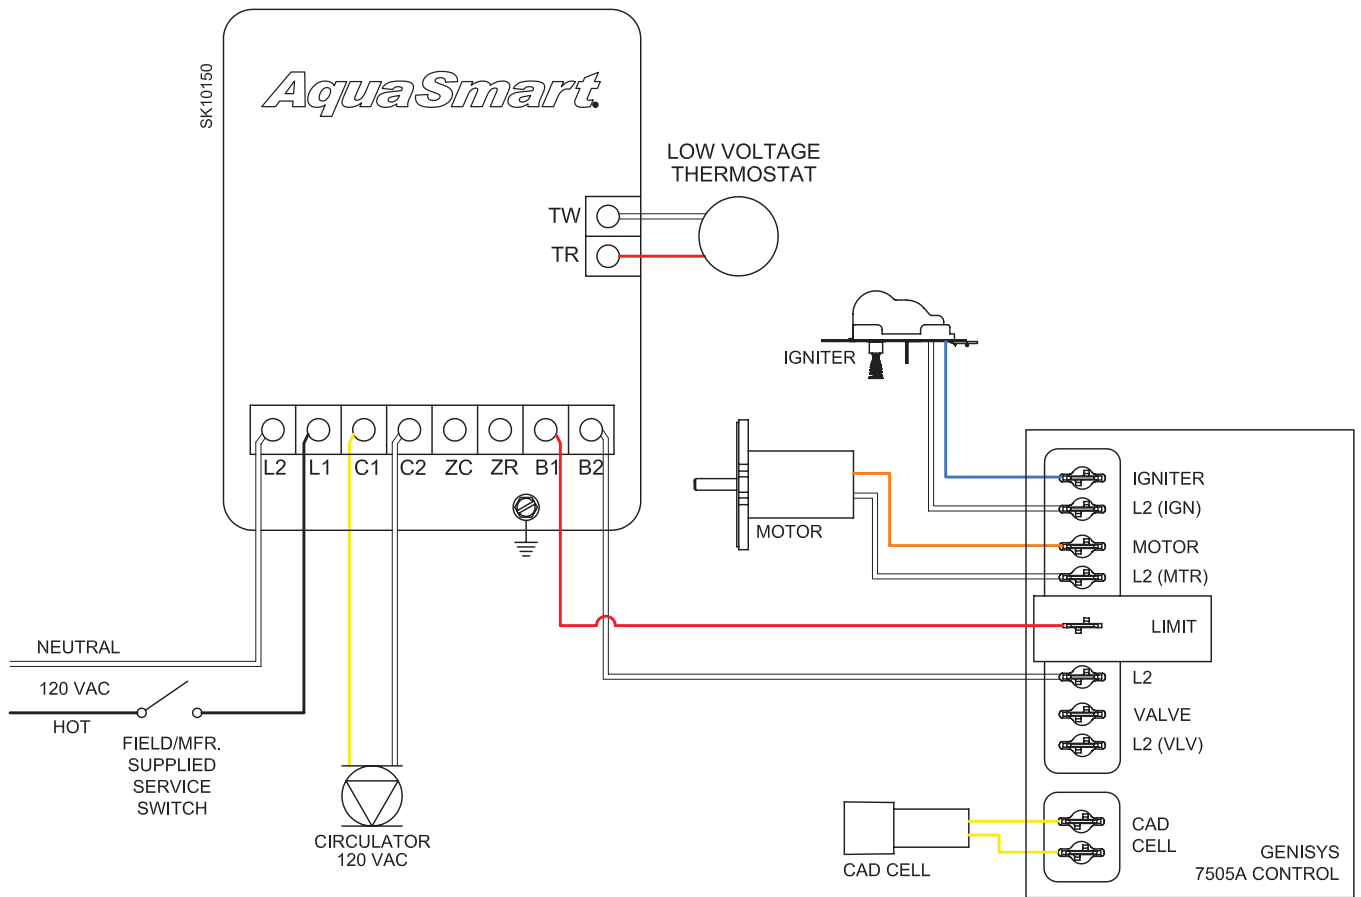 SK10150
AquaSmart
LOW VOLTAGE
THERMOSTAT
TW
TR
IGNITER
L2 L1 C1 C2 ZC ZR B1 B2
MOTOR
IGNITER
L2 (IGN)
MOTOR
L2 (MTR)
LIMIT
L2
VALVE
L2 (VLV)
NEUTRAL
120 VAC
HOT
FIELD/MFR.
SUPPLIED
SERVICE
SWITCH
CIRCULATOR
120 VAC
CAD CELL
CAD
CELL
GENISYS
7505A CONTROL